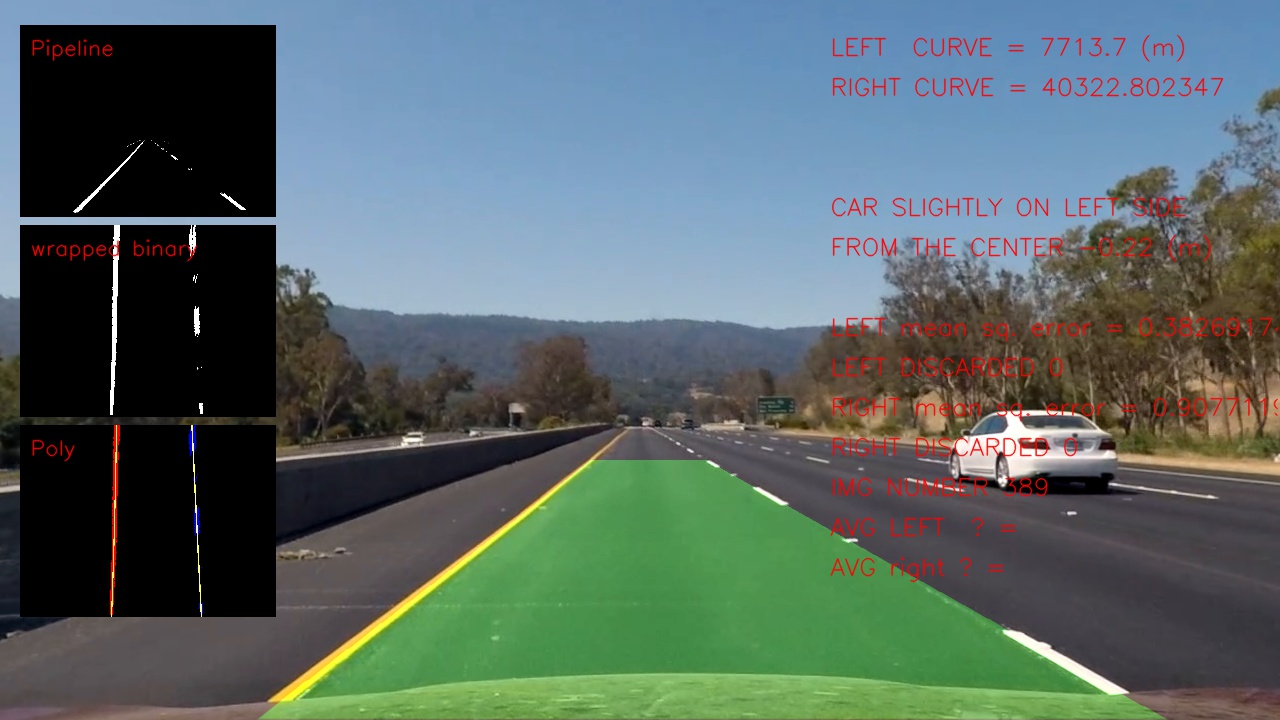 Pipeline
wrapped binary
Poly
LEFT  CURVE = 7713.7 (m)
RIGHT CURVE = 40322.802347
CAR SLIGHTLY ON LEFT SIDE
FROM THE CENTER -0.22 (m)
LEFT mean sq. error = 0.3826917
LEFT DISCARDED 0
RIGHT mean sq. error = 0.9077119
RIGHT DISCARDED 0
IMG NUMBER 389
AVG LEFT  ? =
AVG right ? =